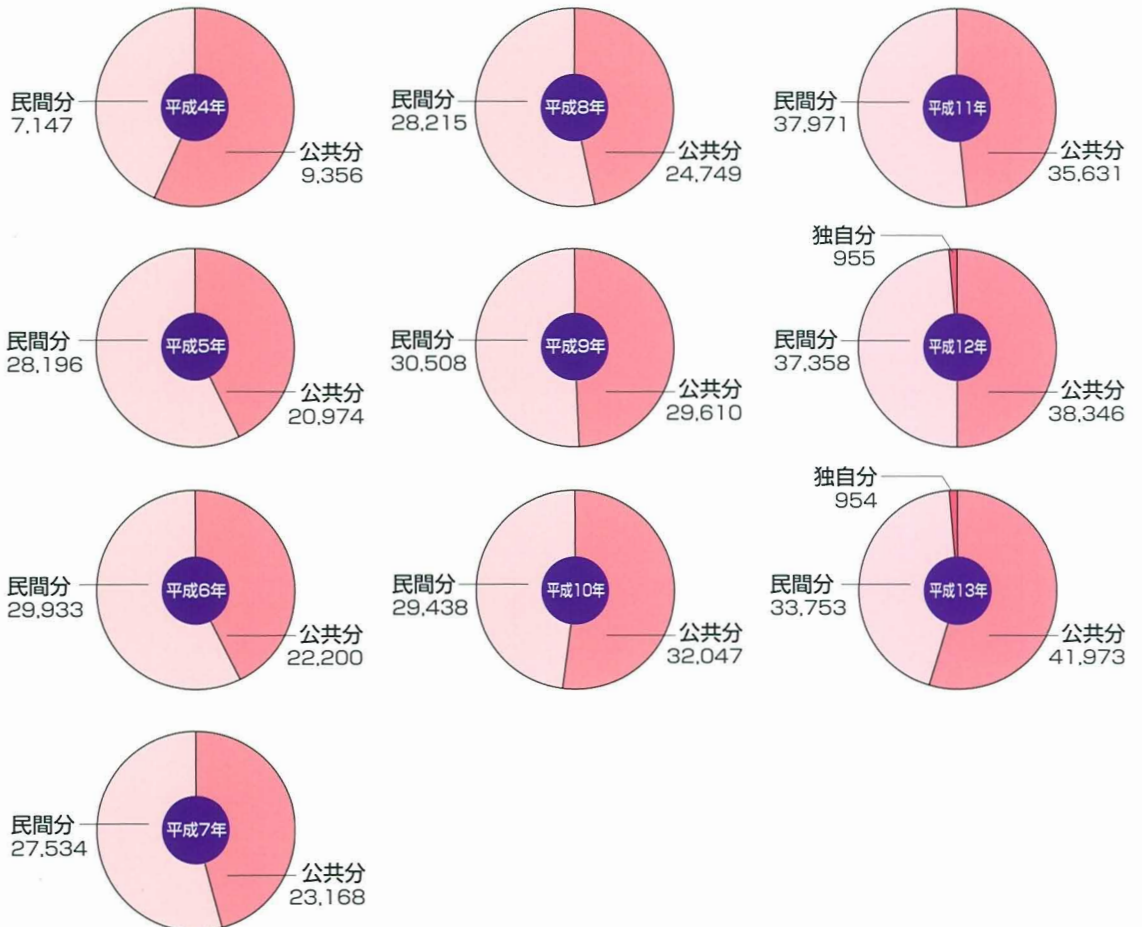 平成4年
民間分
7,147
公共分
9,356
平成5年
民間分
28,196
公共分
20,974
平成6年
民間分
29,933
公共分
22,200
平成7年
民間分
27,534
公共分
23,168
平成8年
民間分
28,215
公共分
24,749
平成9年
民間分
30,508
公共分
29,610
平成10年
民間分
29,438
公共分
32,047
平成11年
民間分
37,971
公共分
35,631
平成12年
独自分
955
民間分
37,358
公共分
38,346
平成13年
独自分
954
民間分
33,753
公共分
41,973